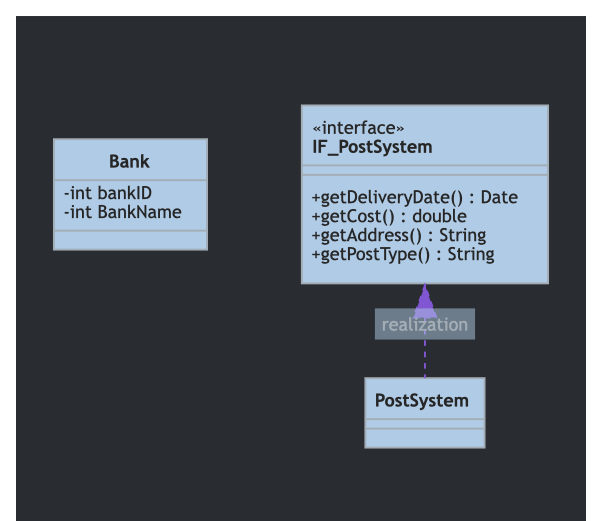 Bank
-int bankID
-int BankName
«interface»
IF_PostSystem
+getDeliveryDate() : Date
+getCost() : double
+getAddress() : String
+getPostType() : String
realization
PostSystem